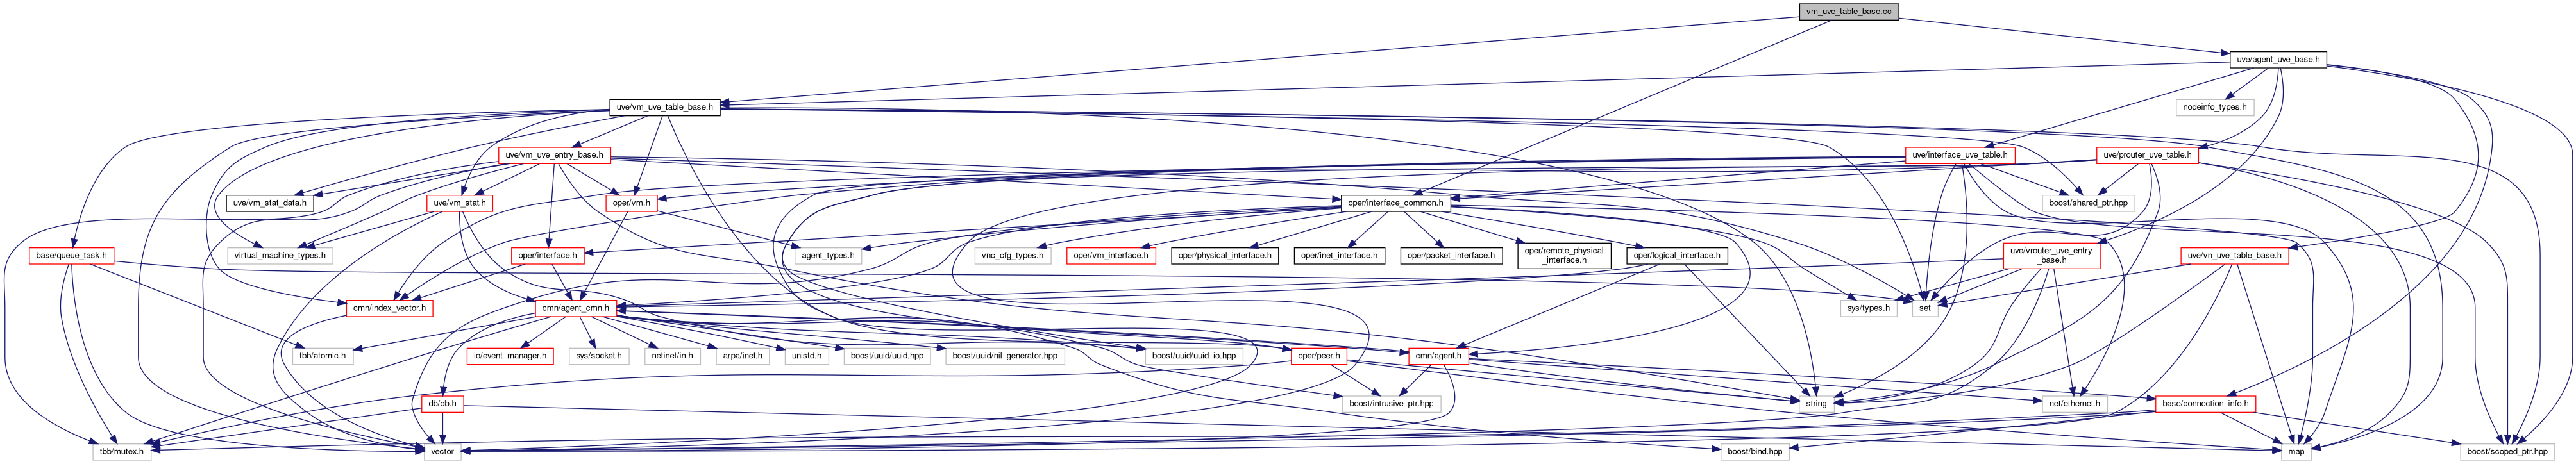 vm_uve_table_base.cc
uve/agent_uve_base.h
uve/vm_uve_table_base.h
nodeinfo_types.h
uve/vm_uve_entry_base.h
uve/interface_uve_table.h
uve/prouter_uve_table.h
uve/vm_stat_data.h
uve/vm_stat.h
oper/vm.h
oper/interface_common.h
boost/shared_ptr.hpp
base/queue_task.h
virtual_machine_types.h
oper/interface.h
agent_types.h
vnc_cfg_types.h
oper/vm_interface.h
oper/physical_interface.h
oper/inet_interface.h
oper/packet_interface.h
oper/remote_physical
_interface.h
oper/logical_interface.h
uve/vrouter_uve_entry
_base.h
uve/vn_uve_table_base.h
cmn/index_vector.h
cmn/agent_cmn.h
sys/types.h
set
tbb/atomic.h
io/event_manager.h
sys/socket.h
netinet/in.h
arpa/inet.h
unistd.h
boost/uuid/uuid.hpp
boost/uuid/nil_generator.hpp
boost/uuid/uuid_io.hpp
oper/peer.h
cmn/agent.h
db/db.h
boost/intrusive_ptr.hpp
string
net/ethernet.h
base/connection_info.h
tbb/mutex.h
vector
boost/bind.hpp
map
boost/scoped_ptr.hpp